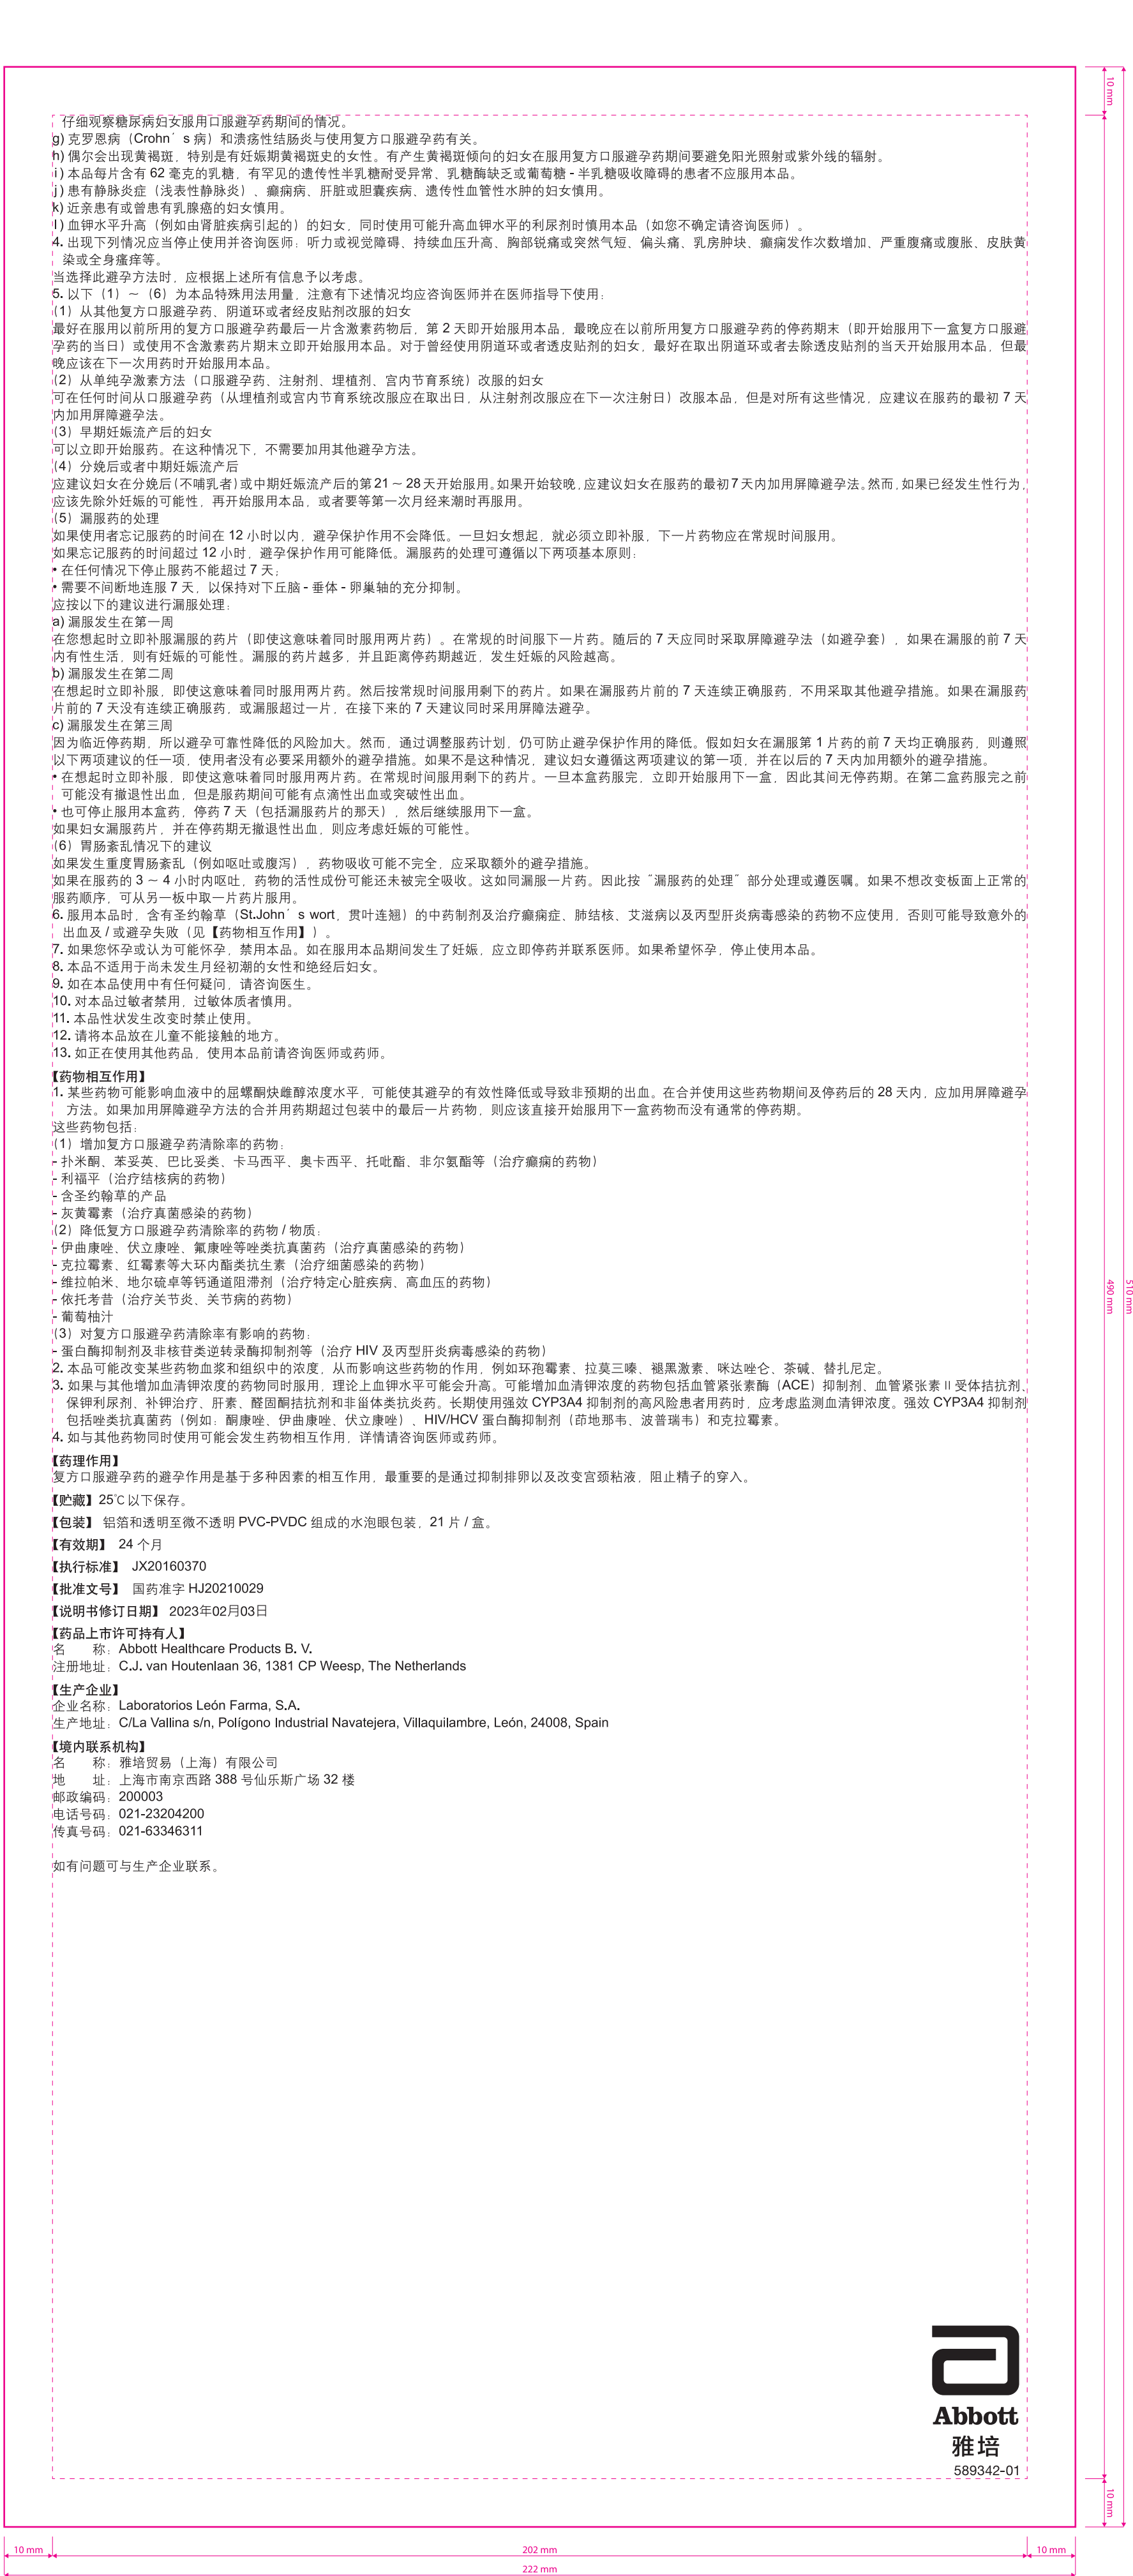 仔细观察糖尿病妇女服用口服避孕药期间的情况。
g) 克罗恩病（Crohn´s 病）和溃疡性结肠炎与使用复方口服避孕药有关。
h) 偶尔会出现黄褐斑，特别是有妊娠期黄褐斑史的女性。有产生黄褐斑倾向的妇女在服用复方口服避孕药期间要避免阳光照射或紫外线的辐射。
i) 本品每片含有 62 毫克的乳糖，有罕见的遗传性半乳糖耐受异常、乳糖酶缺乏或葡萄糖 - 半乳糖吸收障碍的患者不应服用本品。
j) 患有静脉炎症（浅表性静脉炎）、癫痫病、肝脏或胆囊疾病、遗传性血管性水肿的妇女慎用。
k) 近亲患有或曾患有乳腺癌的妇女慎用。
l) 血钾水平升高（例如由肾脏疾病引起的）的妇女，同时使用可能升高血钾水平的利尿剂时慎用本品（如您不确定请咨询医师）。
4. 出现下列情况应当停止使用并咨询医师：听力或视觉障碍、持续血压升高、胸部锐痛或突然气短、偏头痛、乳房肿块、癫痫发作次数增加、严重腹痛或腹胀、皮肤黄
染或全身瘙痒等。
当选择此避孕方法时，应根据上述所有信息予以考虑。
5. 以下（1）～（6）为本品特殊用法用量，注意有下述情况均应咨询医师并在医师指导下使用：
（1）从其他复方口服避孕药、阴道环或者经皮贴剂改服的妇女
最好在服用以前所用的复方口服避孕药最后一片含激素药物后，第 2 天即开始服用本品，最晚应在以前所用复方口服避孕药的停药期末（即开始服用下一盒复方口服避
孕药的当日）或使用不含激素药片期末立即开始服用本品。对于曾经使用阴道环或者透皮贴剂的妇女，最好在取出阴道环或者去除透皮贴剂的当天开始服用本品，但最
晚应该在下一次用药时开始服用本品。
（2）从单纯孕激素方法（口服避孕药、注射剂、埋植剂、宫内节育系统）改服的妇女
可在任何时间从口服避孕药（从埋植剂或宫内节育系统改服应在取出日，从注射剂改服应在下一次注射日）改服本品，但是对所有这些情况，应建议在服药的最初 7 天
内加用屏障避孕法。
（3）早期妊娠流产后的妇女
可以立即开始服药。在这种情况下，不需要加用其他避孕方法。
（4）分娩后或者中期妊娠流产后
应建议妇女在分娩后（不哺乳者）或中期妊娠流产后的第 21 ～ 28 天开始服用。如果开始较晚，应建议妇女在服药的最初 7 天内加用屏障避孕法。然而，如果已经发生性行为，
应该先除外妊娠的可能性，再开始服用本品，或者要等第一次月经来潮时再服用。
（5）漏服药的处理
如果使用者忘记服药的时间在 12 小时以内，避孕保护作用不会降低。一旦妇女想起，就必须立即补服，下一片药物应在常规时间服用。
如果忘记服药的时间超过 12 小时，避孕保护作用可能降低。漏服药的处理可遵循以下两项基本原则：
• 在任何情况下停止服药不能超过 7 天；
• 需要不间断地连服 7 天，以保持对下丘脑 - 垂体 - 卵巢轴的充分抑制。
应按以下的建议进行漏服处理：
a) 漏服发生在第一周
在您想起时立即补服漏服的药片（即使这意味着同时服用两片药）。在常规的时间服下一片药。随后的 7 天应同时采取屏障避孕法（如避孕套），如果在漏服的前 7 天
内有性生活，则有妊娠的可能性。漏服的药片越多，并且距离停药期越近，发生妊娠的风险越高。
b) 漏服发生在第二周
在想起时立即补服，即使这意味着同时服用两片药。然后按常规时间服用剩下的药片。如果在漏服药片前的 7 天连续正确服药，不用采取其他避孕措施。如果在漏服药
片前的 7 天没有连续正确服药，或漏服超过一片，在接下来的 7 天建议同时采用屏障法避孕。
c) 漏服发生在第三周
因为临近停药期，所以避孕可靠性降低的风险加大。然而，通过调整服药计划，仍可防止避孕保护作用的降低。假如妇女在漏服第 1 片药的前 7 天均正确服药，则遵照
以下两项建议的任一项，使用者没有必要采用额外的避孕措施。如果不是这种情况，建议妇女遵循这两项建议的第一项，并在以后的 7 天内加用额外的避孕措施。
• 在想起时立即补服，即使这意味着同时服用两片药。在常规时间服用剩下的药片。一旦本盒药服完，立即开始服用下一盒，因此其间无停药期。在第二盒药服完之前
可能没有撤退性出血，但是服药期间可能有点滴性出血或突破性出血。
• 也可停止服用本盒药，停药 7 天（包括漏服药片的那天），然后继续服用下一盒。
如果妇女漏服药片，并在停药期无撤退性出血，则应考虑妊娠的可能性。
（6）胃肠紊乱情况下的建议
如果发生重度胃肠紊乱（例如呕吐或腹泻），药物吸收可能不完全，应采取额外的避孕措施。
如果在服药的 3 ～ 4 小时内呕吐，药物的活性成份可能还未被完全吸收。这如同漏服一片药。因此按“漏服药的处理”部分处理或遵医嘱。如果不想改变板面上正常的
服药顺序，可从另一板中取一片药片服用。
6. 服用本品时，含有圣约翰草（St.John´s wort，贯叶连翘）的中药制剂及治疗癫痫症、肺结核、艾滋病以及丙型肝炎病毒感染的药物不应使用，否则可能导致意外的
出血及 / 或避孕失败（见【药物相互作用】）。
7. 如果您怀孕或认为可能怀孕，禁用本品。如在服用本品期间发生了妊娠，应立即停药并联系医师。如果希望怀孕，停止使用本品。
8. 本品不适用于尚未发生月经初潮的女性和绝经后妇女。
9. 如在本品使用中有任何疑问，请咨询医生。
10. 对本品过敏者禁用，过敏体质者慎用。
11. 本品性状发生改变时禁止使用。
12. 请将本品放在儿童不能接触的地方。
13. 如正在使用其他药品，使用本品前请咨询医师或药师。
【药物相互作用】
1. 某些药物可能影响血液中的屈螺酮炔雌醇浓度水平，可能使其避孕的有效性降低或导致非预期的出血。在合并使用这些药物期间及停药后的 28 天内，应加用屏障避孕
方法。如果加用屏障避孕方法的合并用药期超过包装中的最后一片药物，则应该直接开始服用下一盒药物而没有通常的停药期。
这些药物包括：
（1）增加复方口服避孕药清除率的药物：
- 扑米酮、苯妥英、巴比妥类、卡马西平、奥卡西平、托吡酯、非尔氨酯等（治疗癫痫的药物）
- 利福平（治疗结核病的药物）
- 含圣约翰草的产品
- 灰黄霉素（治疗真菌感染的药物）
（2）降低复方口服避孕药清除率的药物 / 物质：
- 伊曲康唑、伏立康唑、氟康唑等唑类抗真菌药（治疗真菌感染的药物）
- 克拉霉素、红霉素等大环内酯类抗生素（治疗细菌感染的药物）
- 维拉帕米、地尔硫卓等钙通道阻滞剂（治疗特定心脏疾病、高血压的药物）
- 依托考昔（治疗关节炎、关节病的药物）
- 葡萄柚汁
（3）对复方口服避孕药清除率有影响的药物：
- 蛋白酶抑制剂及非核苷类逆转录酶抑制剂等（治疗 HIV 及丙型肝炎病毒感染的药物）
2. 本品可能改变某些药物血浆和组织中的浓度，从而影响这些药物的作用，例如环孢霉素、拉莫三嗪、褪黑激素、咪达唑仑、茶碱、替扎尼定。
3. 如果与其他增加血清钾浓度的药物同时服用，理论上血钾水平可能会升高。可能增加血清钾浓度的药物包括血管紧张素酶（ACE）抑制剂、血管紧张素Ⅱ受体拮抗剂、
保钾利尿剂、补钾治疗、肝素、醛固酮拮抗剂和非甾体类抗炎药。长期使用强效 CYP3A4 抑制剂的高风险患者用药时，应考虑监测血清钾浓度。强效 CYP3A4 抑制剂
包括唑类抗真菌药（例如：酮康唑、伊曲康唑、伏立康唑）、HIV/HCV 蛋白酶抑制剂（茚地那韦、波普瑞韦）和克拉霉素。
4. 如与其他药物同时使用可能会发生药物相互作用，详情请咨询医师或药师。
【药理作用】
复方口服避孕药的避孕作用是基于多种因素的相互作用，最重要的是通过抑制排卵以及改变宫颈粘液，阻止精子的穿入。
【贮藏】25℃ 以下保存。
【包装】 铝箔和透明至微不透明 PVC-PVDC 组成的水泡眼包装，21 片 / 盒。
【有效期】 24 个月
【执行标准】 JX20160370
【批准文号】 国药准字 HJ20210029
【说明书修订日期】 2023年02月03日
【药品上市许可持有人】
名　　称：Abbott Healthcare Products B. V.
注册地址：C.J. van Houtenlaan 36, 1381 CP Weesp, The Netherlands
【生产企业】
企业名称：Laboratorios León Farma, S.A.
生产地址：C/La Vallina s/n, Polígono Industrial Navatejera, Villaquilambre, León, 24008, Spain
【境内联系机构】
名　　称：雅培贸易（上海）有限公司
地　　址：上海市南京西路 388 号仙乐斯广场 32 楼
邮政编码：200003
电话号码：021-23204200
传真号码：021-63346311
如有问题可与生产企业联系。
Abbott
雅培
589342-01
10 mm
490 mm
510 mm
10 mm
10 mm
202 mm
10 mm
222 mm